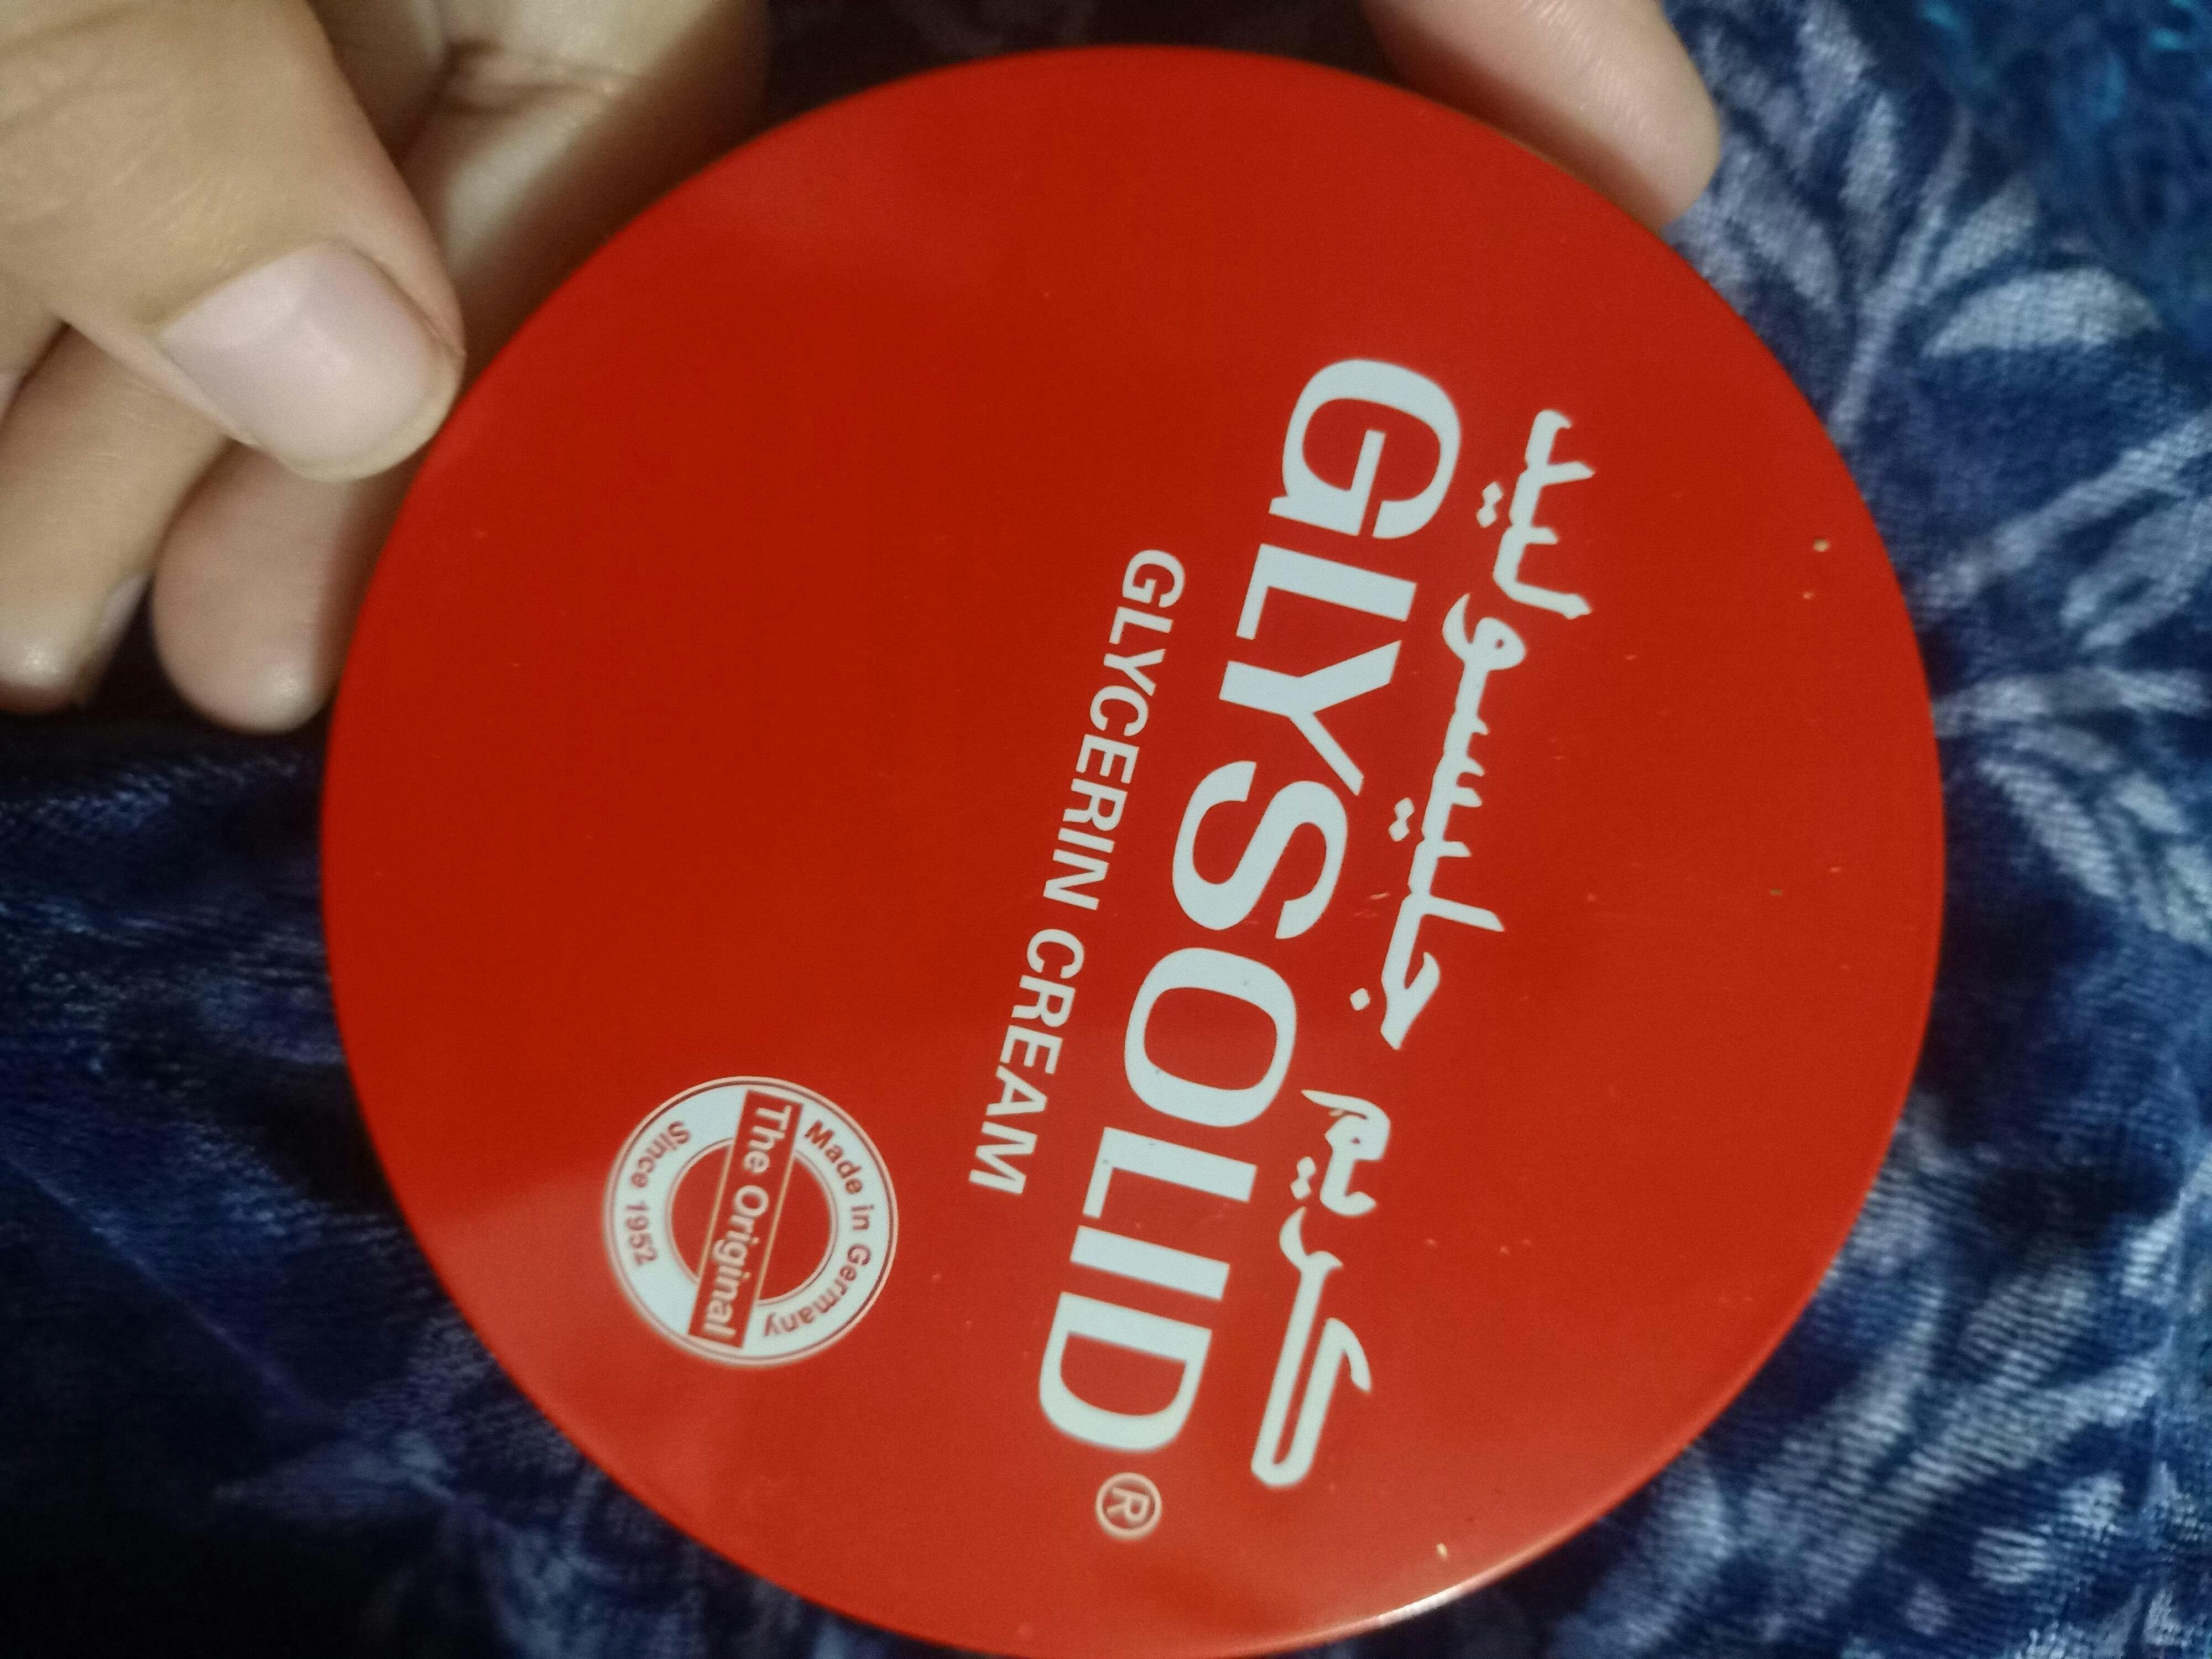 كريم جليسوليد
GLYSOLID®
GLYCERIN CREAM
Made in Germany
The Original
Since 1952